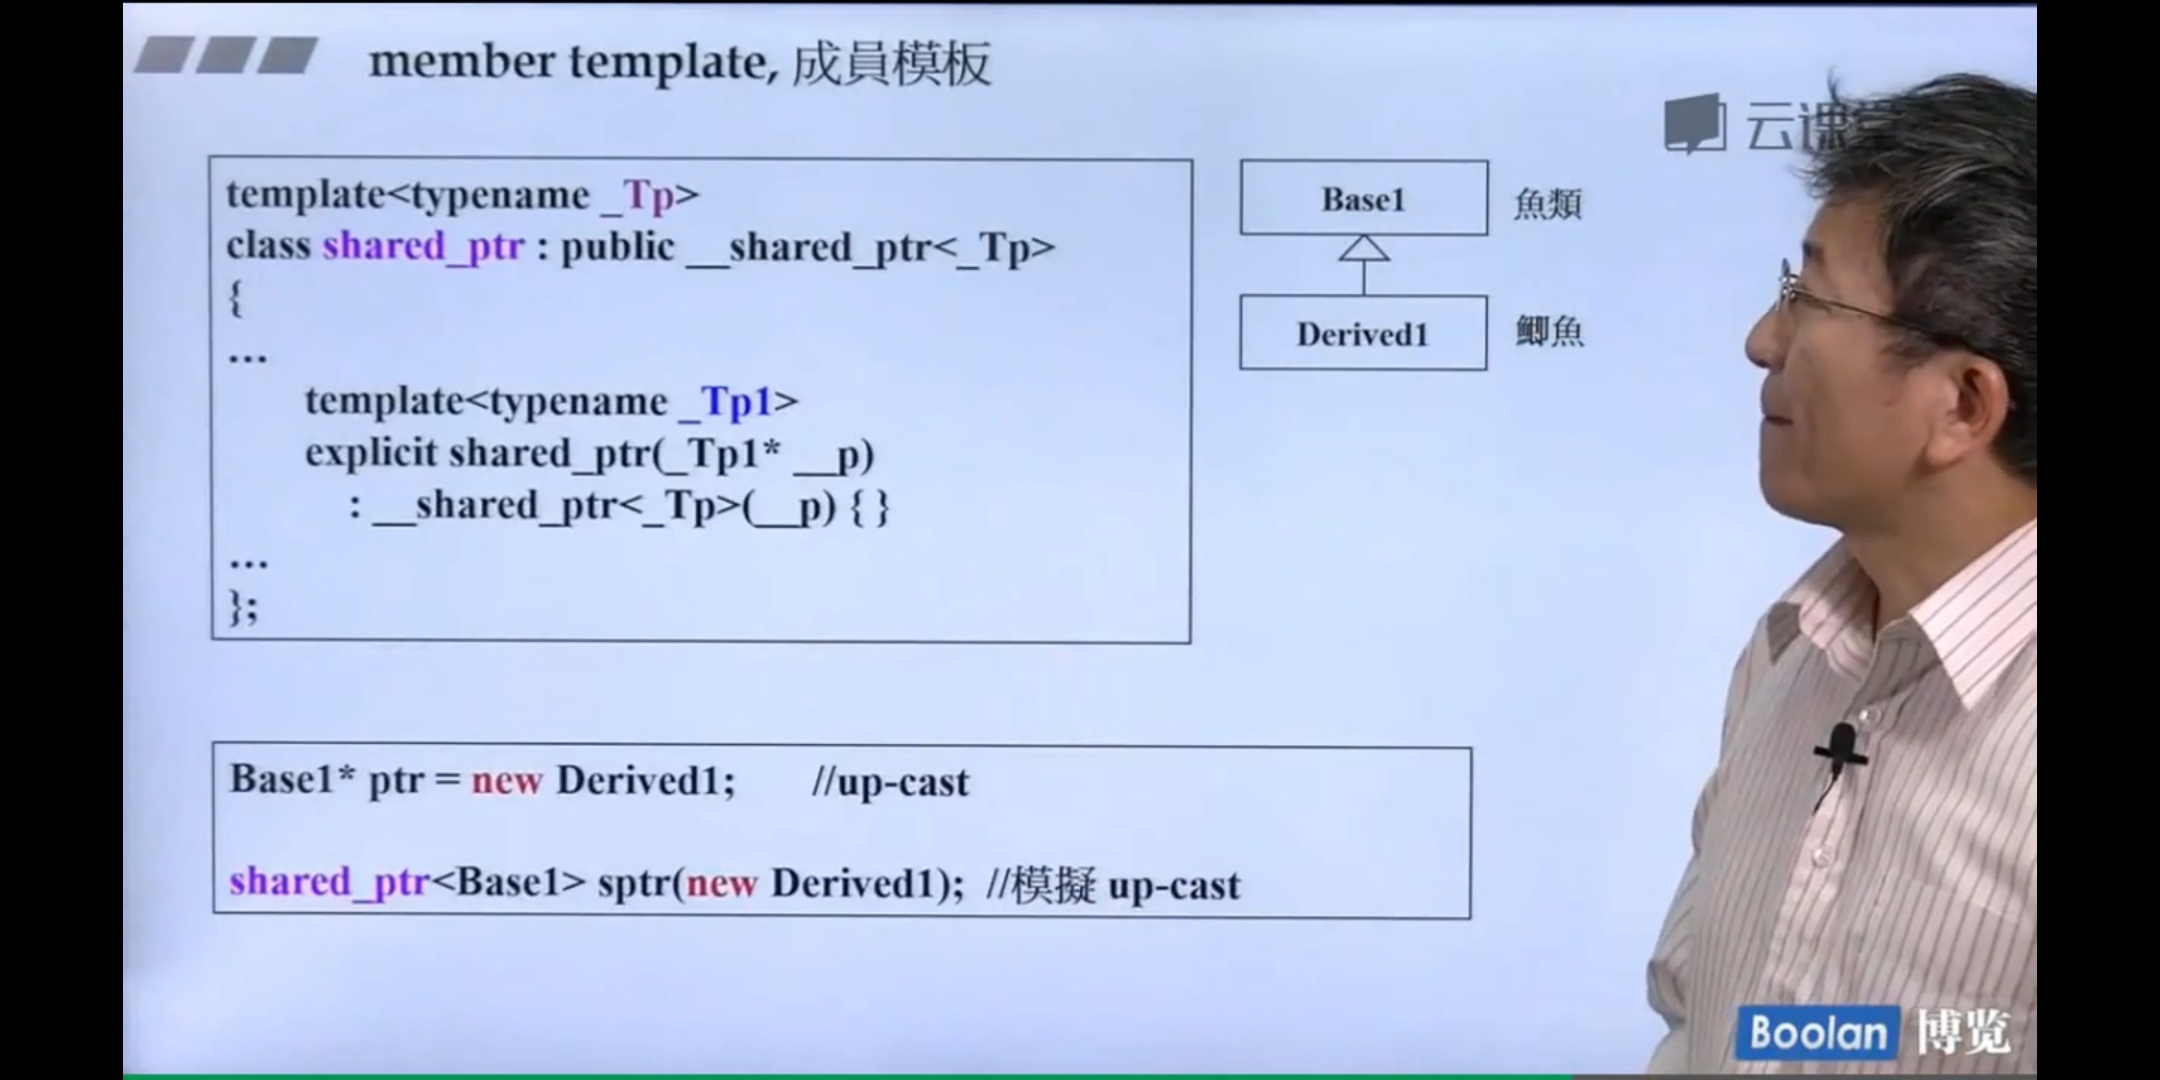 member template, 成員模板
云课
template<typename _Tp>
class shared_ptr : public __shared_ptr<_Tp>
{
...
template<typename _Tp1>
explicit shared_ptr(_Tp1* __p)
: __shared_ptr<_Tp>(__p) { }
...
};
Base1
魚類
Derived1
鯽魚
Base1* ptr = new Derived1; //up-cast
shared_ptr<Base1> sptr(new Derived1); //模擬 up-cast
Boolan 博览